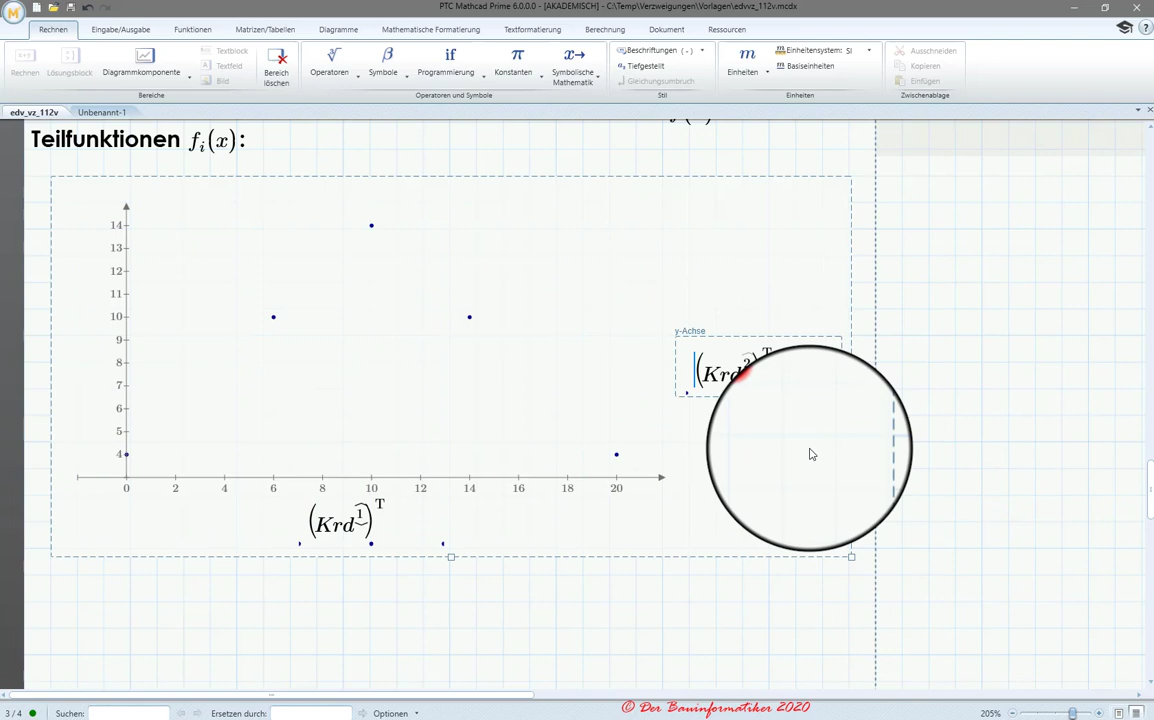 PTC Mathcad Prime 6.0.0.0 - [AKADEMISCH] - C:\Temp\Verzweigungen\Vorlagen\edvvz_112v.mcdx
Rechnen Eingabe/Ausgabe Funktionen Matrizen/Tabellen Diagramme Mathematische Formatierung Textformatierung Berechnung Dokument Ressourcen
Rechnen Lösungsblock Diagrammkomponente Textblock Textfeld Bild Bereich löschen
Operatoren Symbole Programmierung Konstanten Symbolische Mathematik
Beschriftungen ( - ) Tiefgestellt Gleichungsumbruch
Einheiten Einheitensystem: SI Basiseinheiten
Ausschneiden Kopieren Einfügen
Bereiche Operatoren und Symbole Stil Einheiten Zwischenablage
edv_vz_112v Unbenannt-1
Teilfunktionen f_i(x):
14
13
12
11
10
9
8
7
6
5
4
0 2 4 6 8 10 12 14 16 18 20
y-Achse
(Krd^2)^T
(Krd^1)^T
3 / 4 Suchen: Ersetzen durch: Optionen 205%
© Der Bauinformatiker 2020